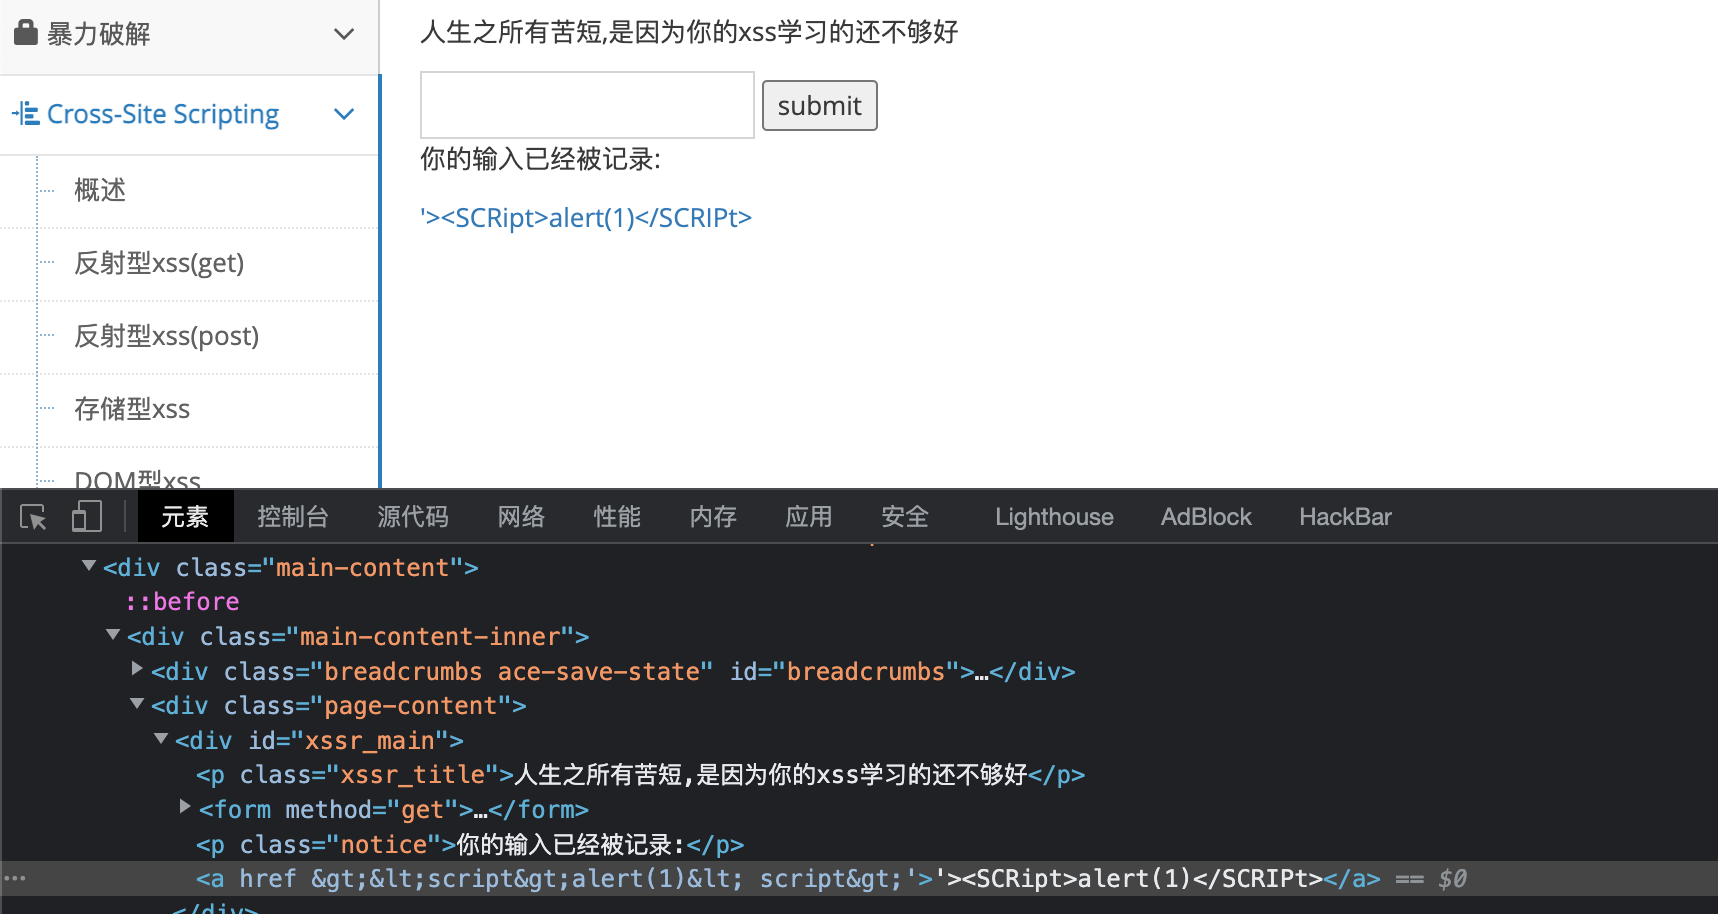 暴力破解
Cross-Site Scripting
概述
反射型xss(get)
反射型xss(post)
存储型xss
DOM型xss
人生之所有苦短,是因为你的xss学习的还不够好
submit
你的输入已经被记录:
'><SCRipt>alert(1)</SCRIPt>
元素 控制台 源代码 网络 性能 内存 应用 安全 Lighthouse AdBlock HackBar
<div class="main-content">
::before
<div class="main-content-inner">
<div class="breadcrumbs ace-save-state" id="breadcrumbs">…</div>
<div class="page-content">
<div id="xssr_main">
<p class="xssr_title">人生之所有苦短,是因为你的xss学习的还不够好</p>
<form method="get">…</form>
<p class="notice">你的输入已经被记录:</p>
<a href &gt;&lt;script&gt;alert(1)&lt; script&gt;'>'><SCRipt>alert(1)</SCRIPt></a> == $0
</div>